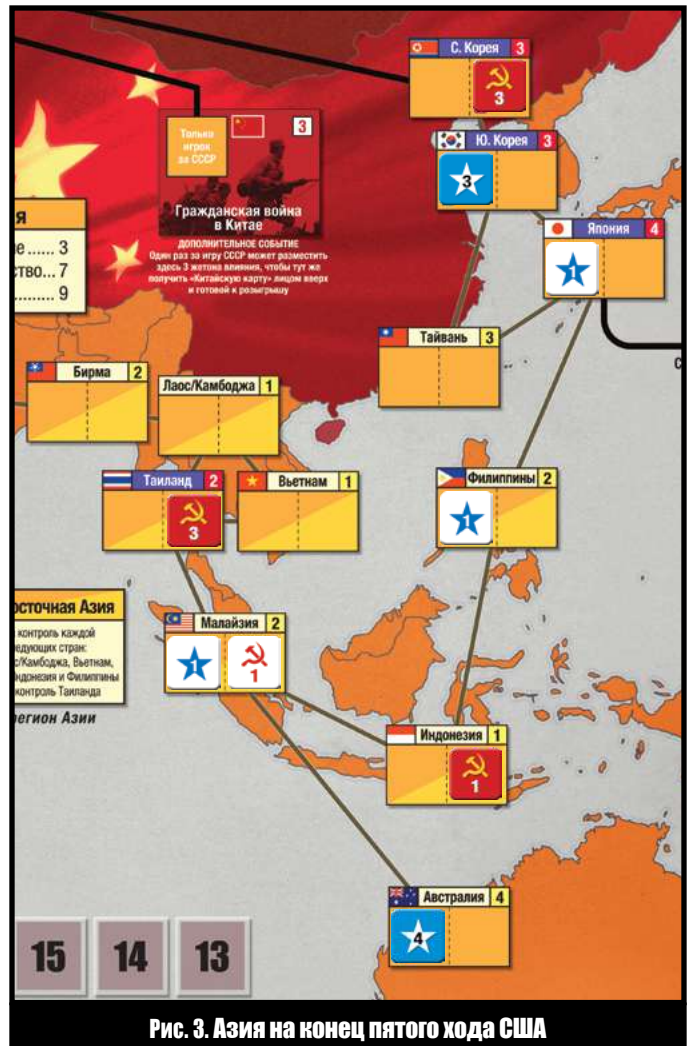 С. Корея 3
3
Только
игрок
за СССР
3
Ю. Корея 3
3
Гражданская война
в Китае
ДОПОЛНИТЕЛЬНОЕ СОБЫТИЕ
Один раз за игру СССР может разместить
здесь 3 жетона влияния, чтобы тут же
получить «Китайскую карту» лицом вверх
и готовой к розыгрышу
я
е ...... 3
ство... 7
.......... 9
Япония 4
1
Тайвань 3
С
Бирма 2
Лаос/Камбоджа 1
Таиланд 2
3
Вьетнам 1
Филиппины 2
1
осточная Азия
контроль каждой
едующих стран:
ос/Камбоджа, Вьетнам,
ндонезия и Филиппины
контроль Таиланда
егион Азии
Малайзия 2
1 1
Индонезия 1
1
Австралия 4
4
15 14 13
Рис. 3. Азия на конец пятого хода США